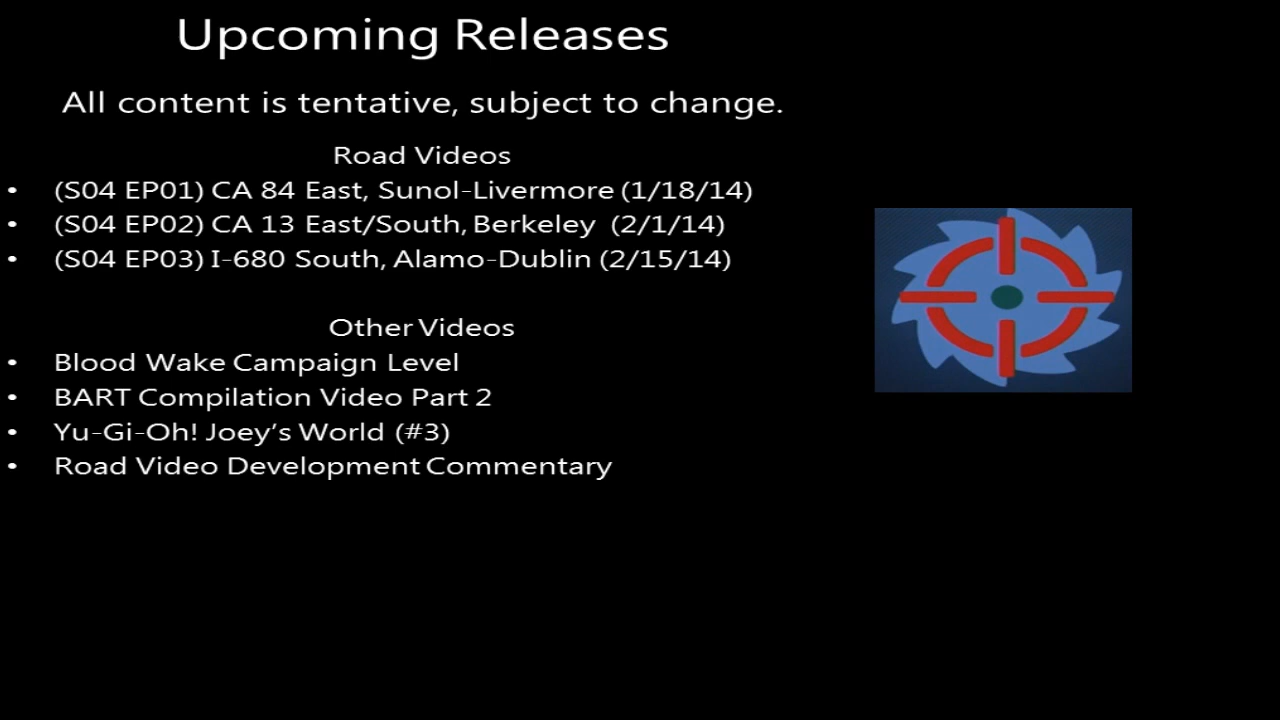 Upcoming Releases
All content is tentative, subject to change.
Road Videos
• (S04 EP01) CA 84 East, Sunol-Livermore (1/18/14)
• (S04 EP02) CA 13 East/South, Berkeley (2/1/14)
• (S04 EP03) I-680 South, Alamo-Dublin (2/15/14)
Other Videos
• Blood Wake Campaign Level
• BART Compilation Video Part 2
• Yu-Gi-Oh! Joey’s World (#3)
• Road Video Development Commentary